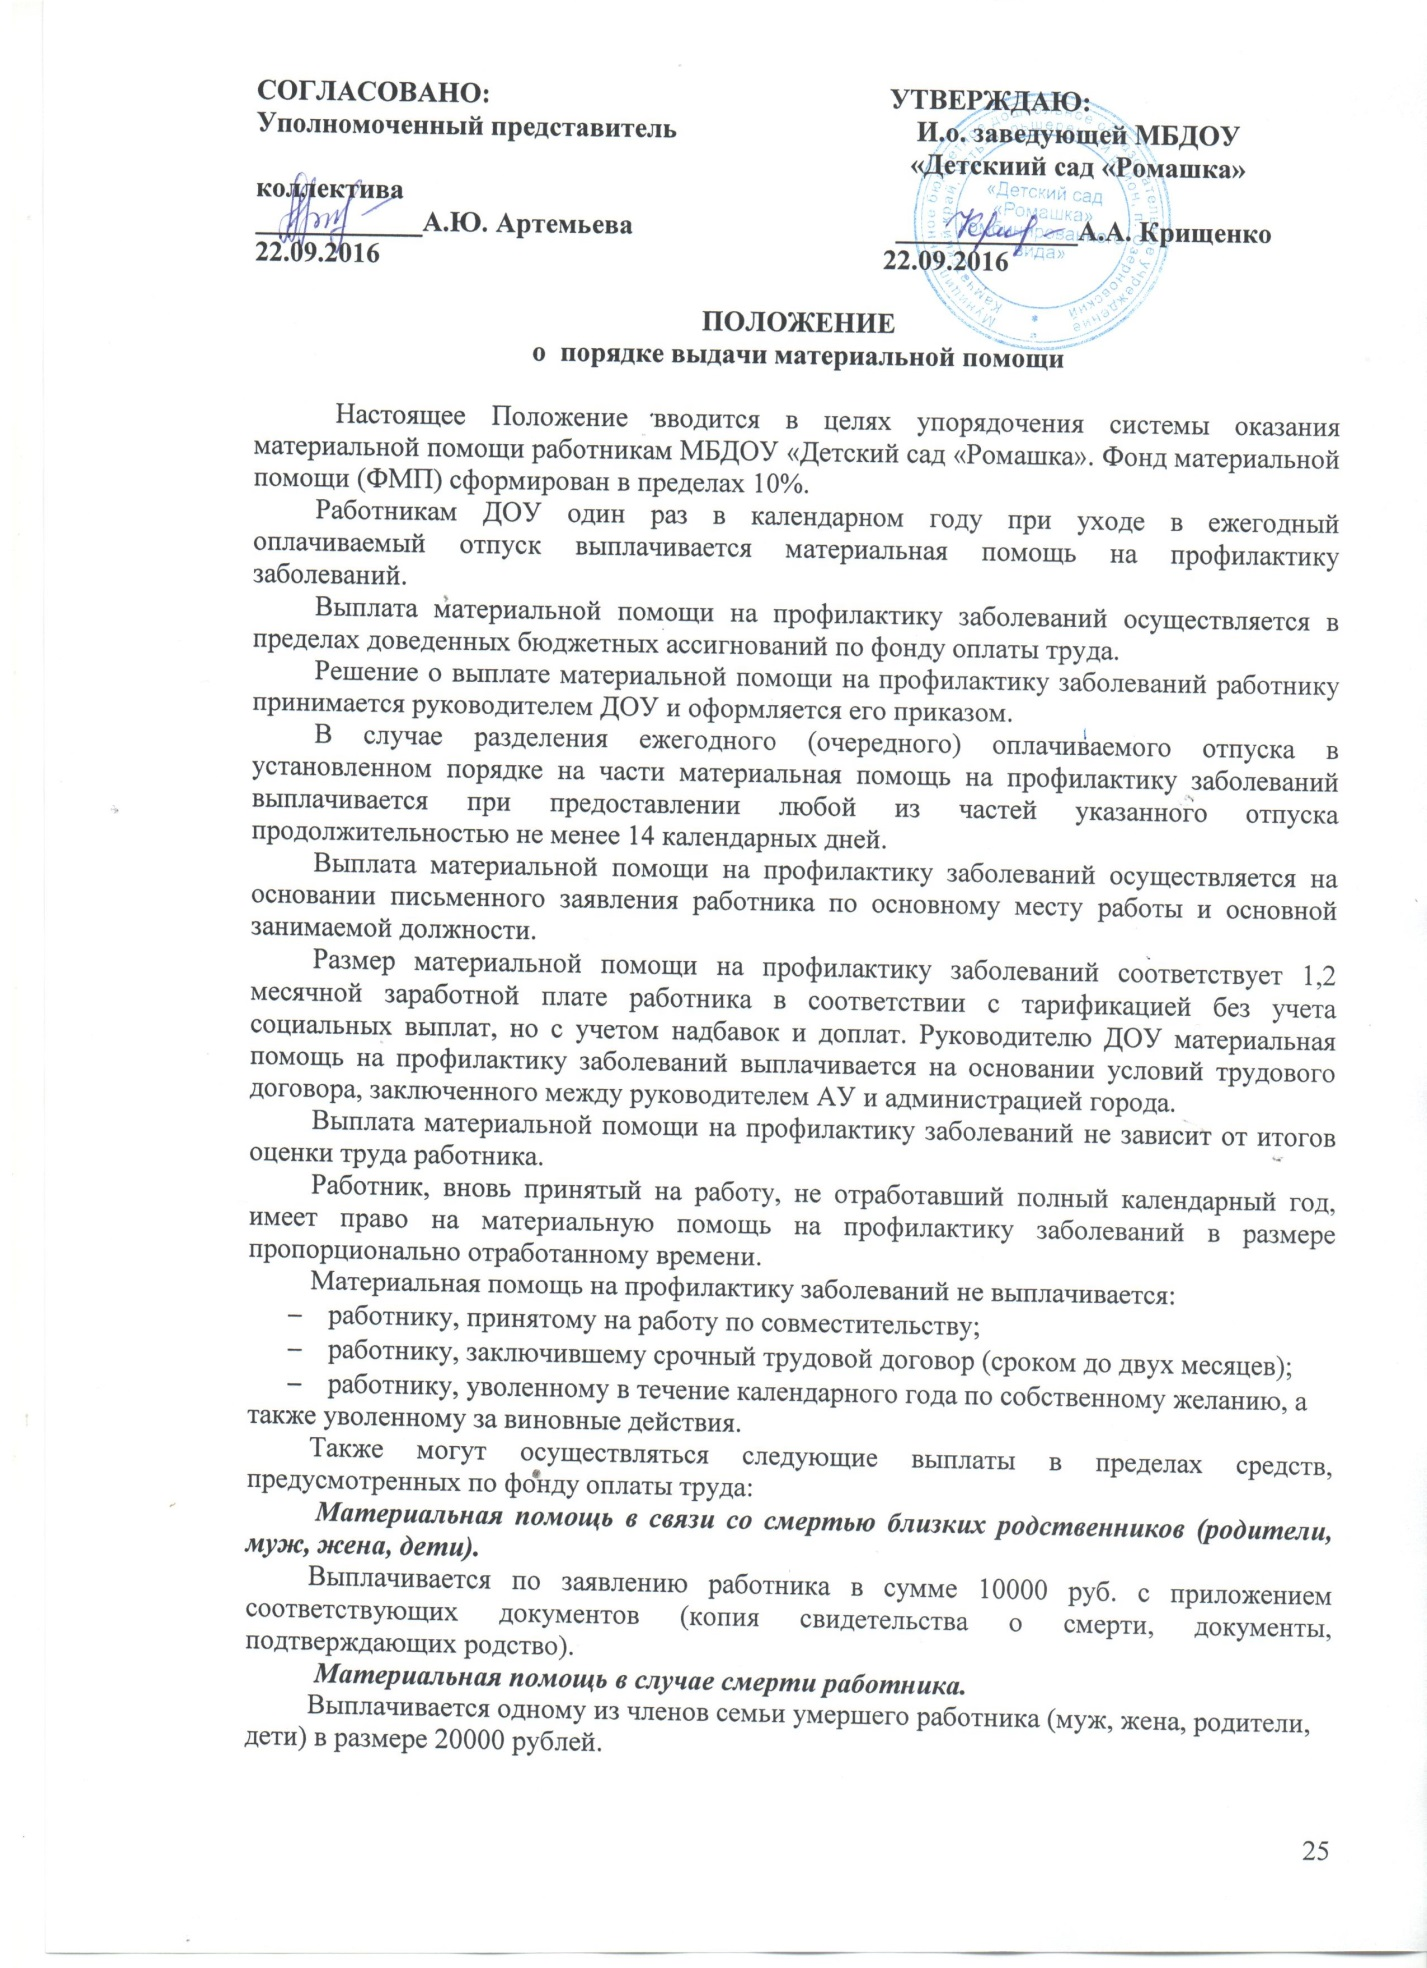 СОГЛАСОВАНО:
Уполномоченный представитель
коллектива
____________А.Ю. Артемьева
22.09.2016
УТВЕРЖДАЮ:
И.о. заведующей МБДОУ
«Детскиий сад «Ромашка»
_____________А.А. Крищенко
22.09.2016
«Детский сад
«Ромашка»
комбинированного
вида»
ПОЛОЖЕНИЕ
о порядке выдачи материальной помощи
Настоящее Положение вводится в целях упорядочения системы оказания
материальной помощи работникам МБДОУ «Детский сад «Ромашка». Фонд материальной
помощи (ФМП) сформирован в пределах 10%.
Работникам ДОУ один раз в календарном году при уходе в ежегодный
оплачиваемый отпуск выплачивается материальная помощь на профилактику
заболеваний.
Выплата материальной помощи на профилактику заболеваний осуществляется в
пределах доведенных бюджетных ассигнований по фонду оплаты труда.
Решение о выплате материальной помощи на профилактику заболеваний работнику
принимается руководителем ДОУ и оформляется его приказом.
В случае разделения ежегодного (очередного) оплачиваемого отпуска в
установленном порядке на части материальная помощь на профилактику заболеваний
выплачивается при предоставлении любой из частей указанного отпуска
продолжительностью не менее 14 календарных дней.
Выплата материальной помощи на профилактику заболеваний осуществляется на
основании письменного заявления работника по основному месту работы и основной
занимаемой должности.
Размер материальной помощи на профилактику заболеваний соответствует 1,2
месячной заработной плате работника в соответствии с тарификацией без учета
социальных выплат, но с учетом надбавок и доплат. Руководителю ДОУ материальная
помощь на профилактику заболеваний выплачивается на основании условий трудового
договора, заключенного между руководителем АУ и администрацией города.
Выплата материальной помощи на профилактику заболеваний не зависит от итогов
оценки труда работника.
Работник, вновь принятый на работу, не отработавший полный календарный год,
имеет право на материальную помощь на профилактику заболеваний в размере
пропорционально отработанному времени.
Материальная помощь на профилактику заболеваний не выплачивается:
– работнику, принятому на работу по совместительству;
– работнику, заключившему срочный трудовой договор (сроком до двух месяцев);
– работнику, уволенному в течение календарного года по собственному желанию, а
также уволенному за виновные действия.
Также могут осуществляться следующие выплаты в пределах средств,
предусмотренных по фонду оплаты труда:
Материальная помощь в связи со смертью близких родственников (родители,
муж, жена, дети).
Выплачивается по заявлению работника в сумме 10000 руб. с приложением
соответствующих документов (копия свидетельства о смерти, документы,
подтверждающих родство).
Материальная помощь в случае смерти работника.
Выплачивается одному из членов семьи умершего работника (муж, жена, родители,
дети) в размере 20000 рублей.
25